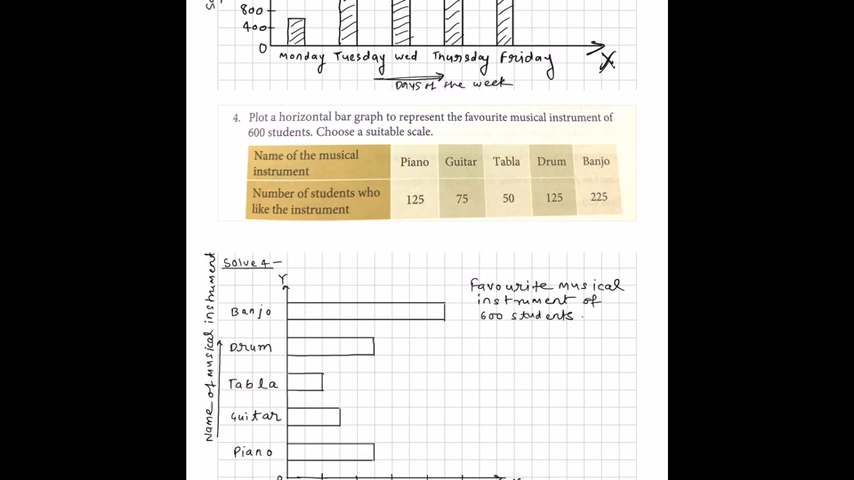 800
400
0
Monday Tuesday Wed Thursday Friday
X
Days of the week
4. Plot a horizontal bar graph to represent the favourite musical instrument of
600 students. Choose a suitable scale.
Name of the musical instrument Piano Guitar Tabla Drum Banjo
Number of students who like the instrument 125 75 50 125 225
Solve 4 -
Y
Name of musical instrument
Favourite musical
instrument of
600 students.
Banjo
Drum
Tabla
Guitar
Piano